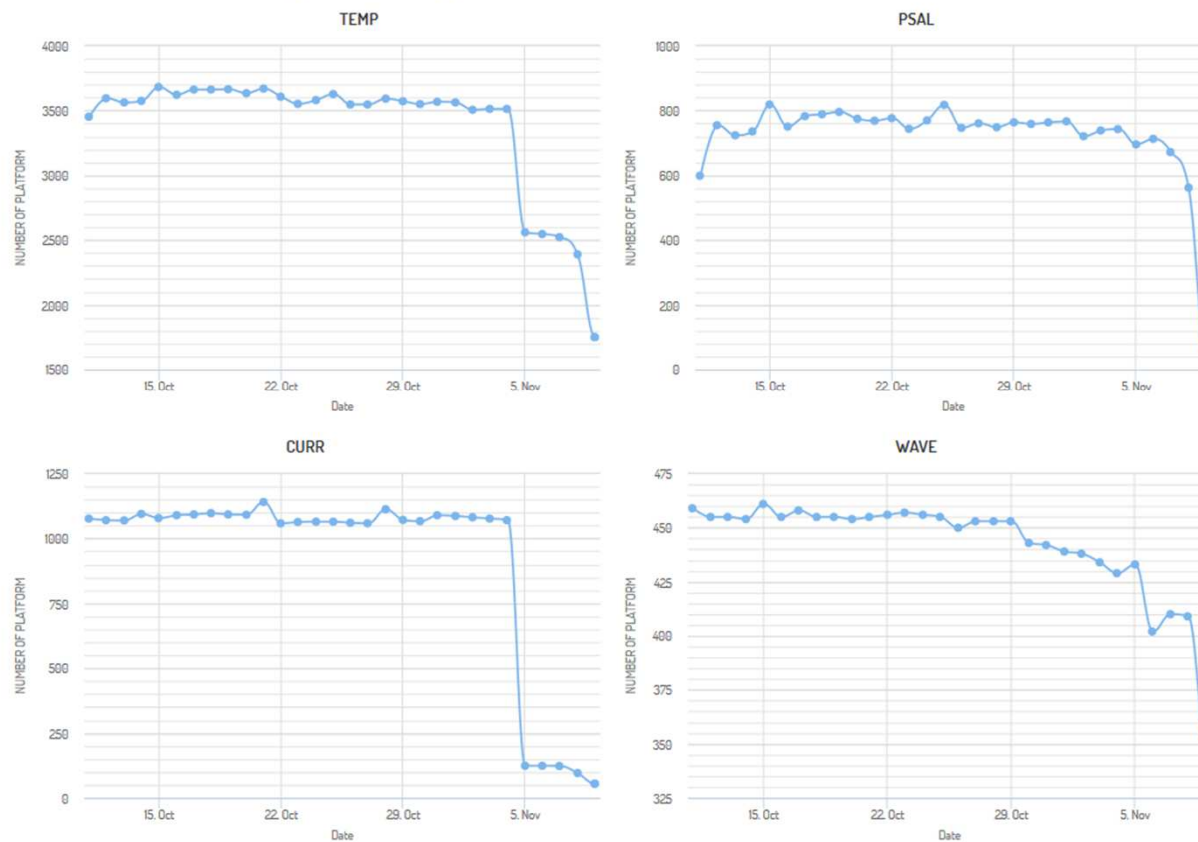 TEMP
NUMBER OF PLATFORM
4000
3500
3000
2500
2000
1500
15. Oct
22. Oct
29. Oct
5. Nov
Date
PSAL
NUMBER OF PLATFORM
1000
800
600
400
200
0
15. Oct
22. Oct
29. Oct
5. Nov
Date
CURR
NUMBER OF PLATFORM
1250
1000
750
500
250
0
15. Oct
22. Oct
29. Oct
5. Nov
Date
WAVE
NUMBER OF PLATFORM
475
450
425
400
375
350
325
15. Oct
22. Oct
29. Oct
5. Nov
Date